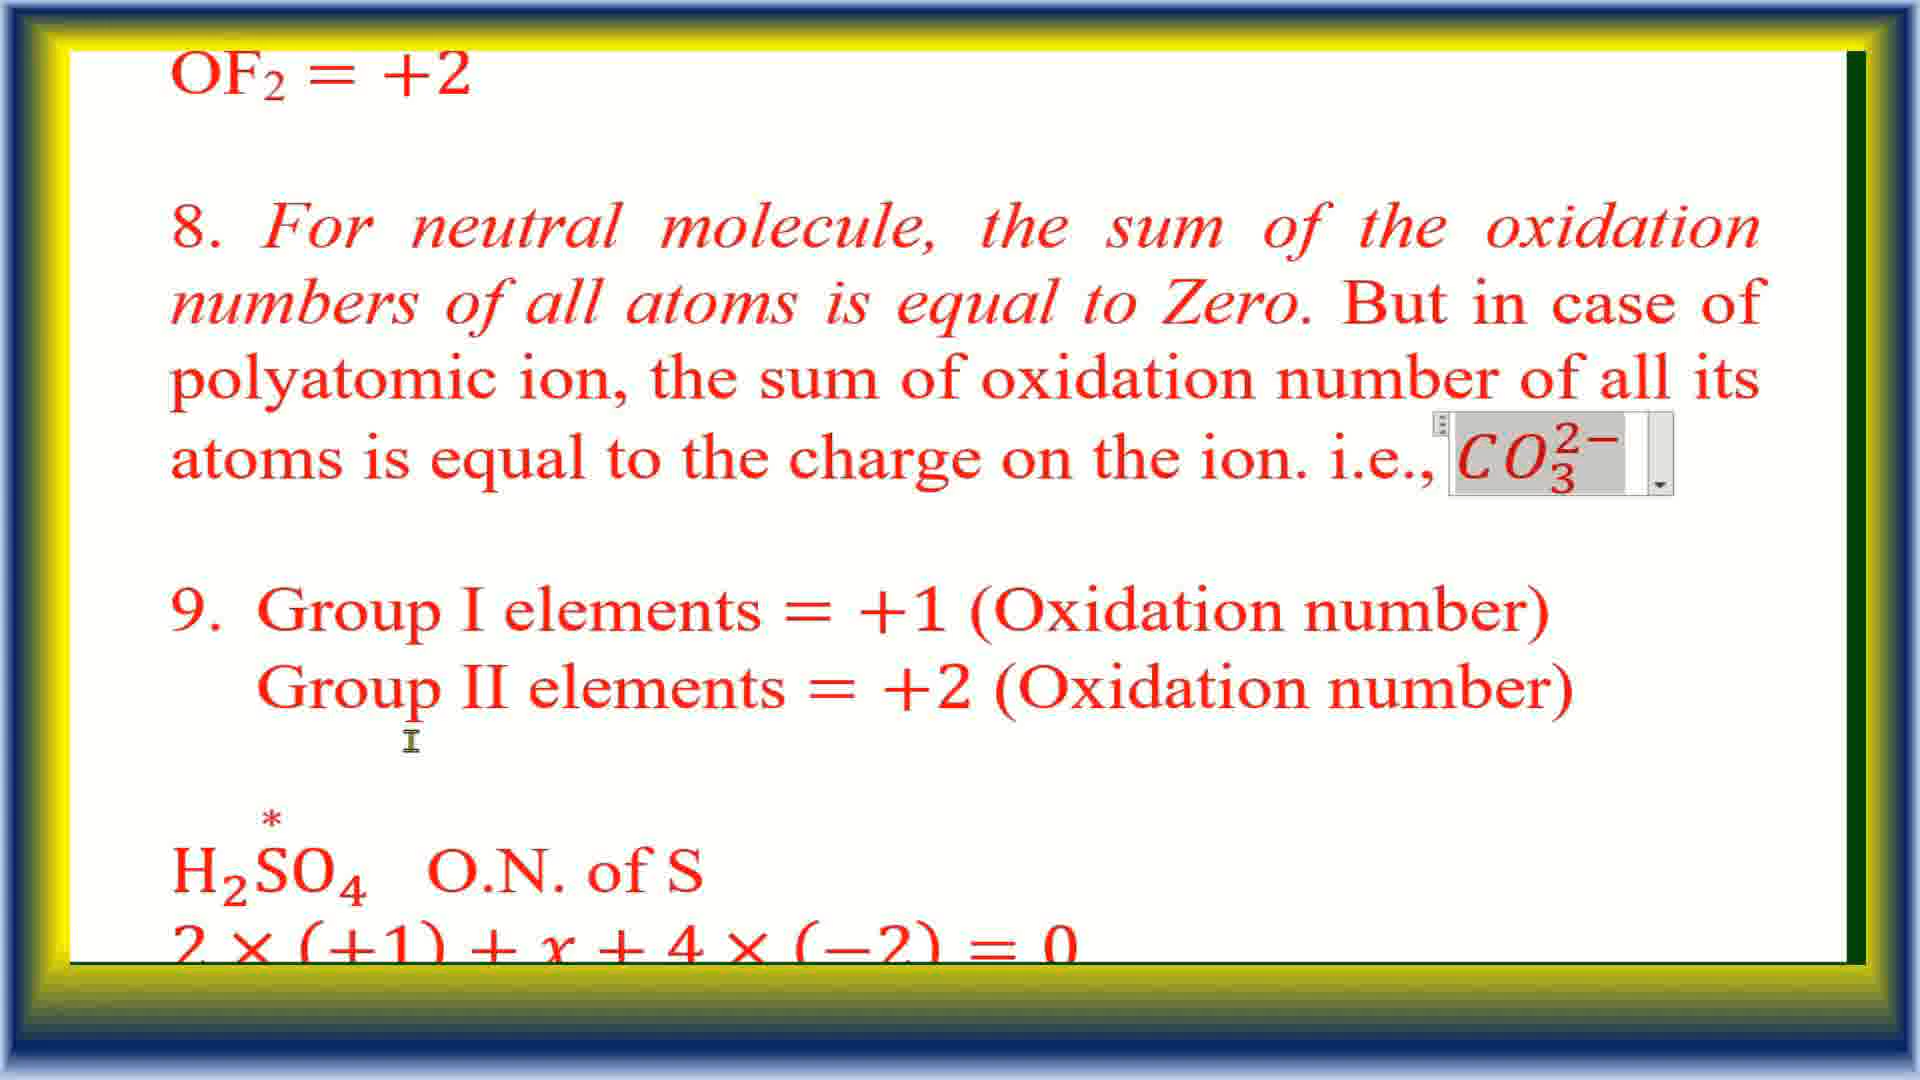 OF₂ = +2
8. For neutral molecule, the sum of the oxidation
numbers of all atoms is equal to Zero. But in case of
polyatomic ion, the sum of oxidation number of all its
atoms is equal to the charge on the ion. i.e., CO₃²⁻
9. Group I elements = +1 (Oxidation number)
Group II elements = +2 (Oxidation number)
*
H₂SO₄ O.N. of S
2 × (+1) + x + 4 × (−2) = 0